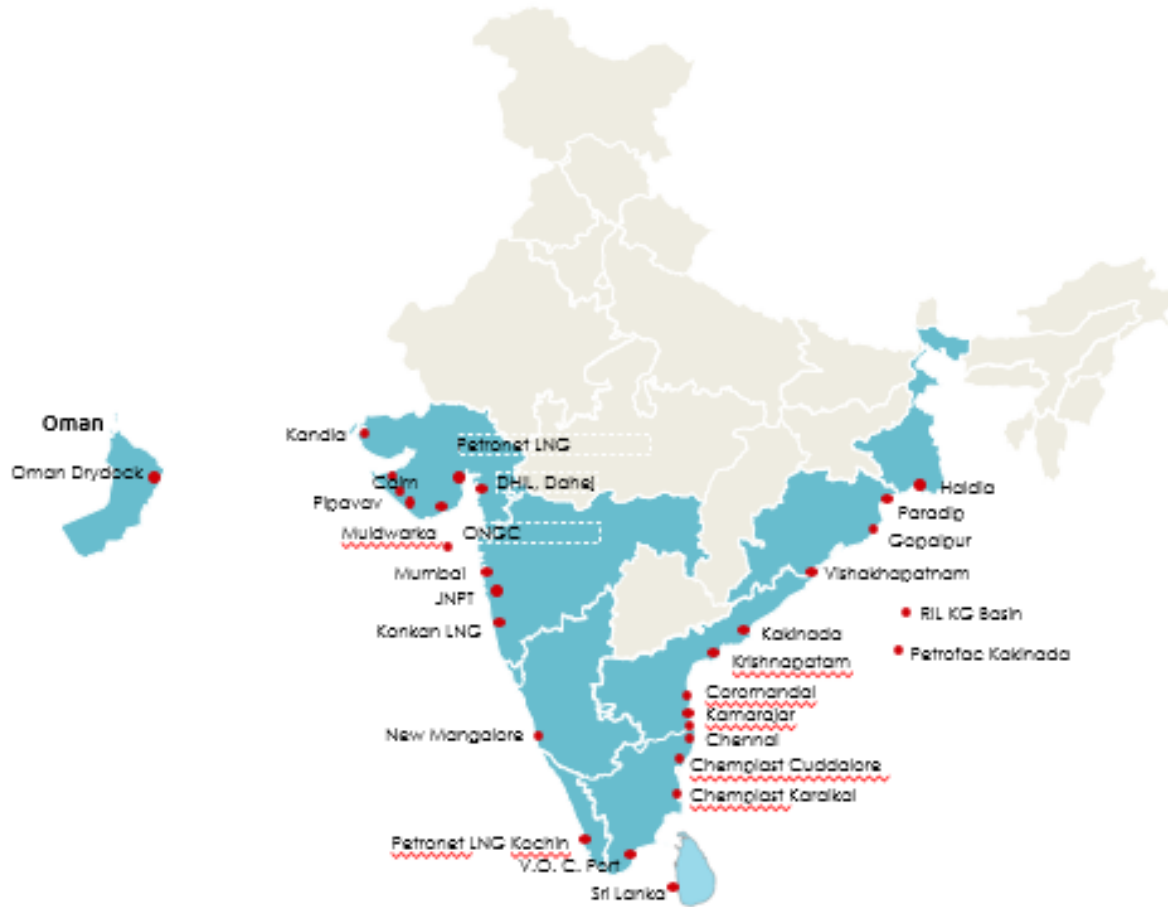 Oman
Oman Drydock
Kandla
Petronet LNG
Cairn
DHIL, Dahej
Pipavav
Muldwarka
ONGC
Mumbai
JNPT
Konkan LNG
New Mangalore
Petronet LNG Kochin
V.O. C. Port
Sri Lanka
Haldia
Paradip
Gopalpur
Vishakhapatnam
RIL KG Basin
Kakinada
Petrofac Kakinada
Krishnapatam
Coromandal
Kamarajar
Chennai
Chemplast Cuddalore
Chemplast Karaikal